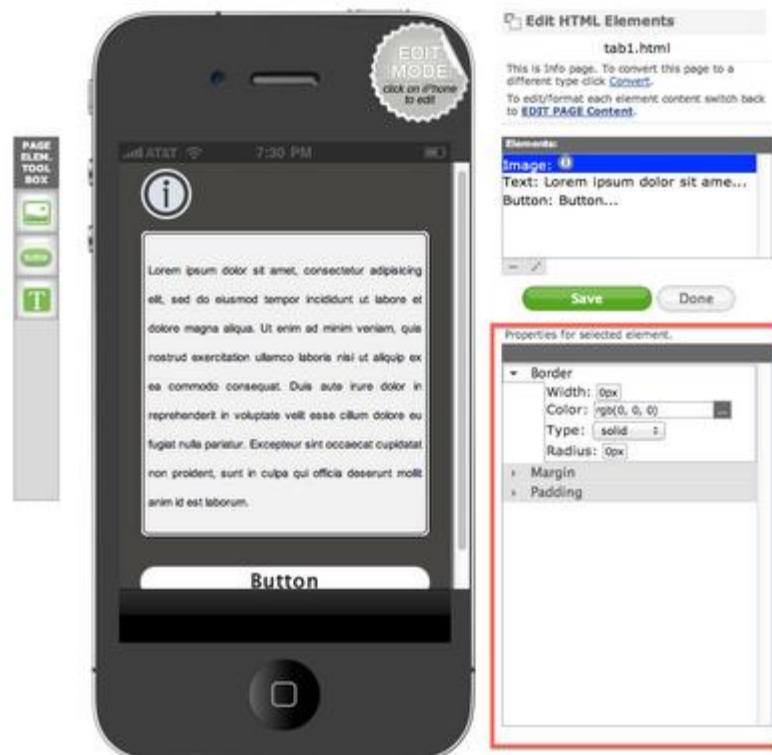 PAGE
ELEM.
TOOL
BOX
T
EDIT
MODE
click on iPhone
to edit
AT&T 7:30 PM
i
Lorem ipsum dolor sit amet, consectetur adipisicing
elit, sed do eiusmod tempor incididunt ut labore et
dolore magna aliqua. Ut enim ad minim veniam, quis
nostrud exercitation ullamco laboris nisi ut aliquip ex
ea commodo consequat. Duis aute irure dolor in
reprehenderit in voluptate velit esse cillum dolore eu
fugiat nulla pariatur. Excepteur sint occaecat cupidatat
non proident, sunt in culpa qui officia deserunt mollit
anim id est laborum.
Button
Edit HTML Elements
tab1.html
This is Info page. To convert this page to a
different type click Convert.
To edit/format each element content switch back
to EDIT PAGE Content.
Elements:
Image: i
Text: Lorem ipsum dolor sit ame...
Button: Button...
Save Done
Properties for selected element.
Border
Width: 0px
Color: rgb(0, 0, 0) ...
Type: solid
Radius: 0px
Margin
Padding